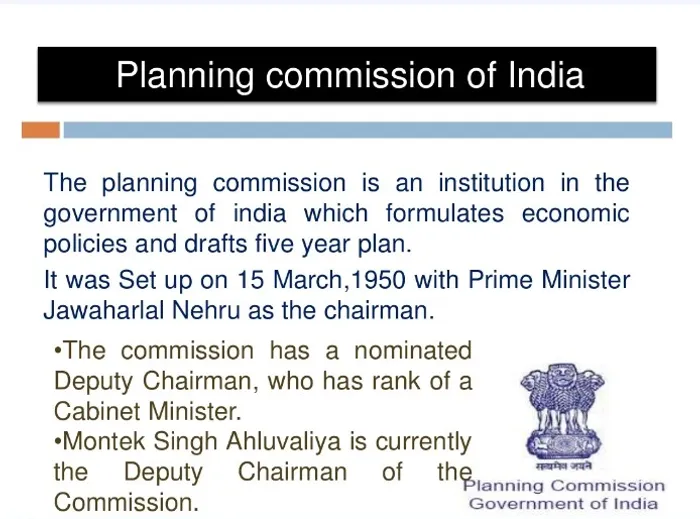 Planning commission of India
The planning commission is an institution in the
government of india which formulates economic
policies and drafts five year plan.
It was Set up on 15 March,1950 with Prime Minister
Jawaharlal Nehru as the chairman.
•The commission has a nominated
Deputy Chairman, who has rank of a
Cabinet Minister.
•Montek Singh Ahluvaliya is currently
the Deputy Chairman of the
Commission.
सत्यमेव जयते
Planning Commission
Government of India